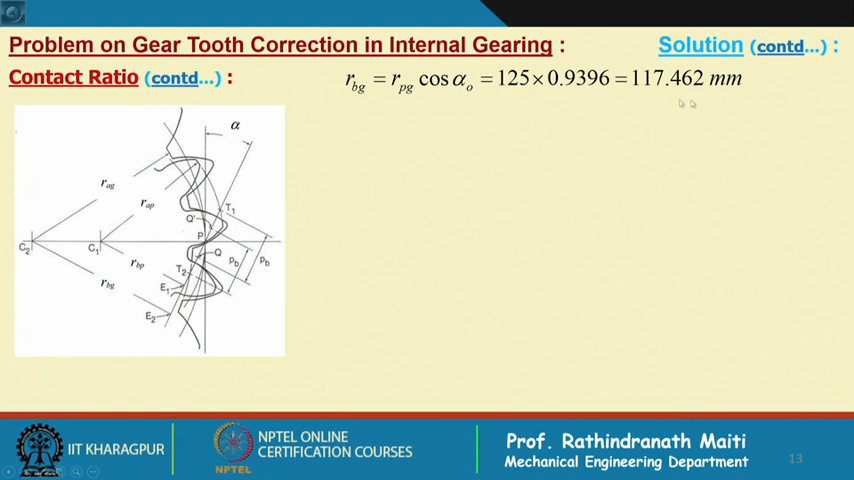 Problem on Gear Tooth Correction in Internal Gearing : Solution (contd...) :
Contact Ratio (contd...) : r_bg = r_pg cos α_o = 125 × 0.9396 = 117.462 mm
α
r_ag
r_ap
T₁
Q'
P
C₂ C₁
Q
r_bp
P_b P_b
T₂
r_bg
E₁
E₂
IIT KHARAGPUR
NPTEL
NPTEL ONLINE
CERTIFICATION COURSES
Prof. Rathindranath Maiti
Mechanical Engineering Department
13